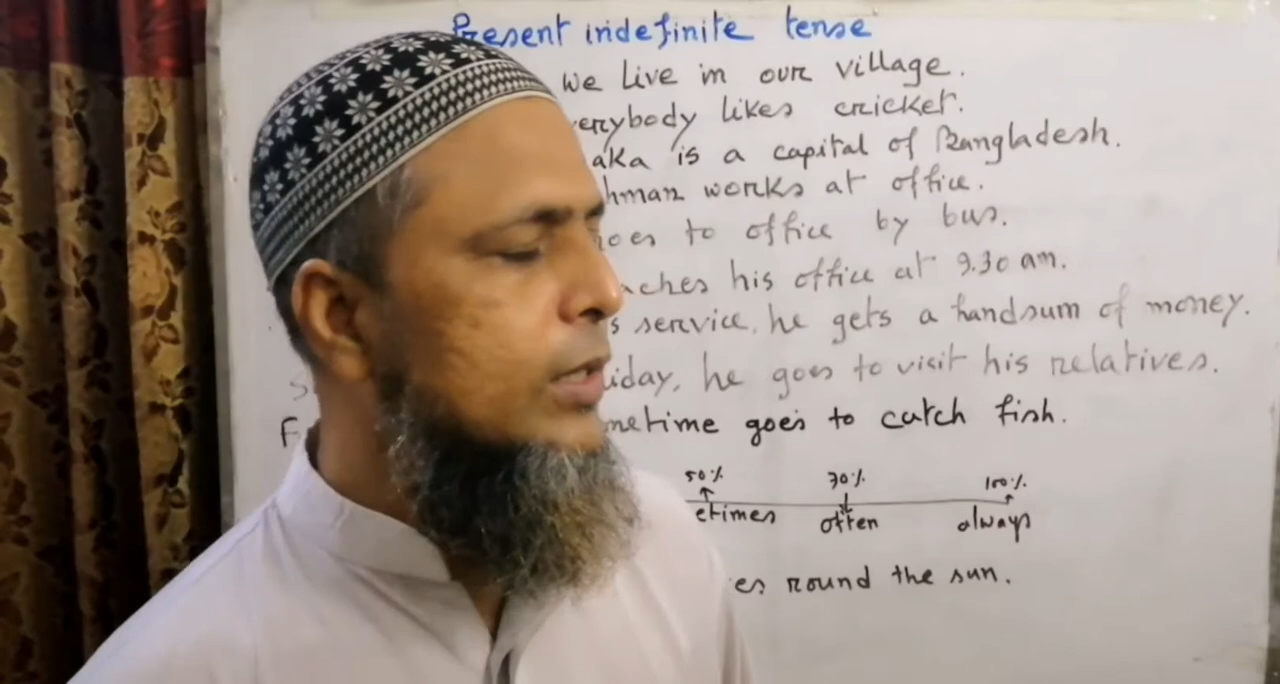 Present indefinite tense
we live in our village.
erybody likes cricket.
aka is a capital of Bangladesh.
hman works at office.
oes to office by bus.
aches his office at 9.30 am.
s service, he gets a handsum of money.
iday, he goes to visit his relatives.
F metime goes to catch fish.
50% 70% 100%
etimes often always
es round the sun.